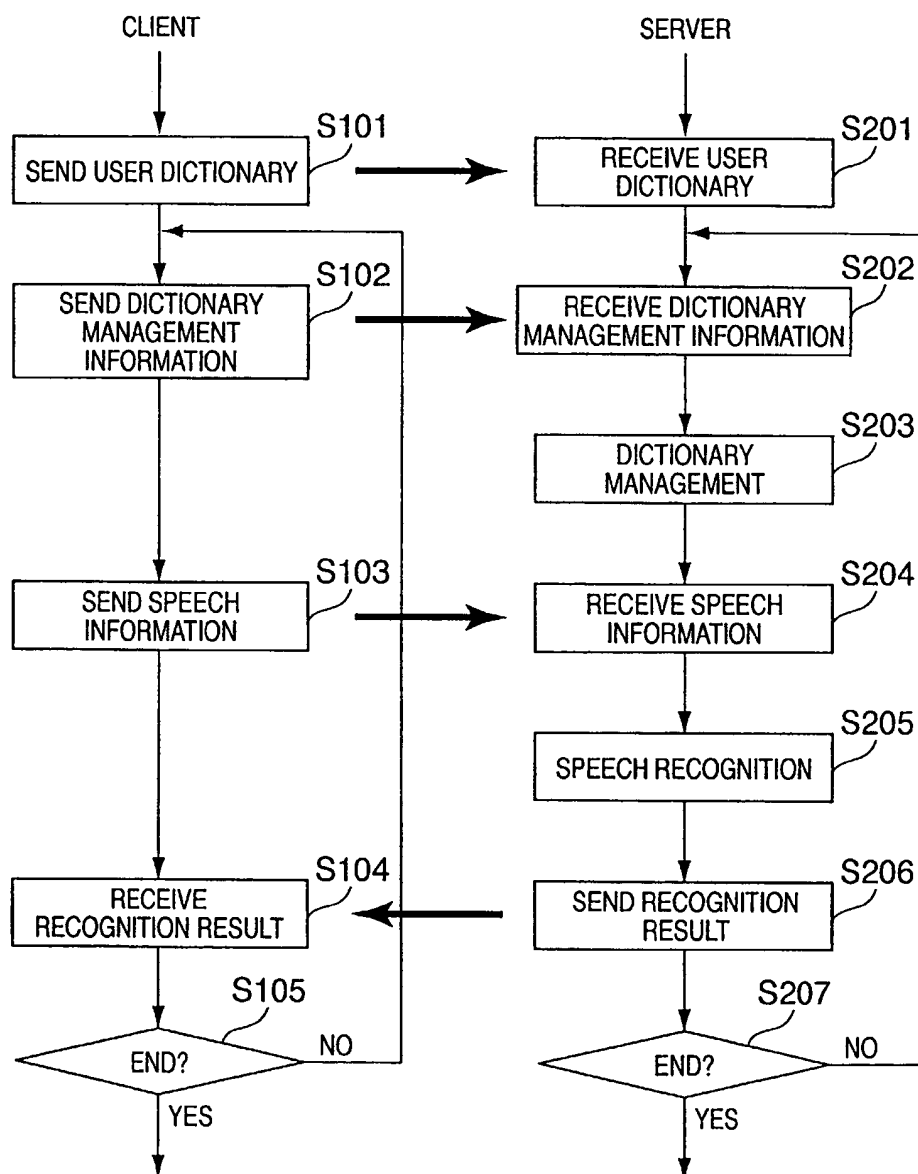 CLIENT
SERVER
S101
SEND USER DICTIONARY
S201
RECEIVE USER
DICTIONARY
S102
SEND DICTIONARY
MANAGEMENT
INFORMATION
S202
RECEIVE DICTIONARY
MANAGEMENT INFORMATION
S203
DICTIONARY
MANAGEMENT
S103
SEND SPEECH
INFORMATION
S204
RECEIVE SPEECH
INFORMATION
S205
SPEECH RECOGNITION
S104
RECEIVE
RECOGNITION RESULT
S206
SEND RECOGNITION
RESULT
S105
END?
NO
YES
S207
END?
NO
YES